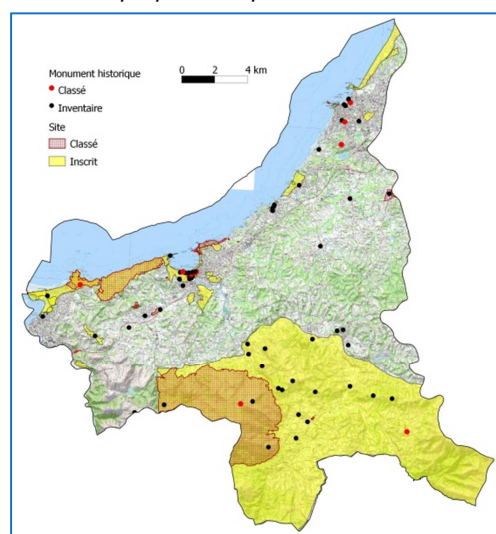 Monument historique
Classé
Inventaire
Site
Classé
Inscrit
0 2 4 km